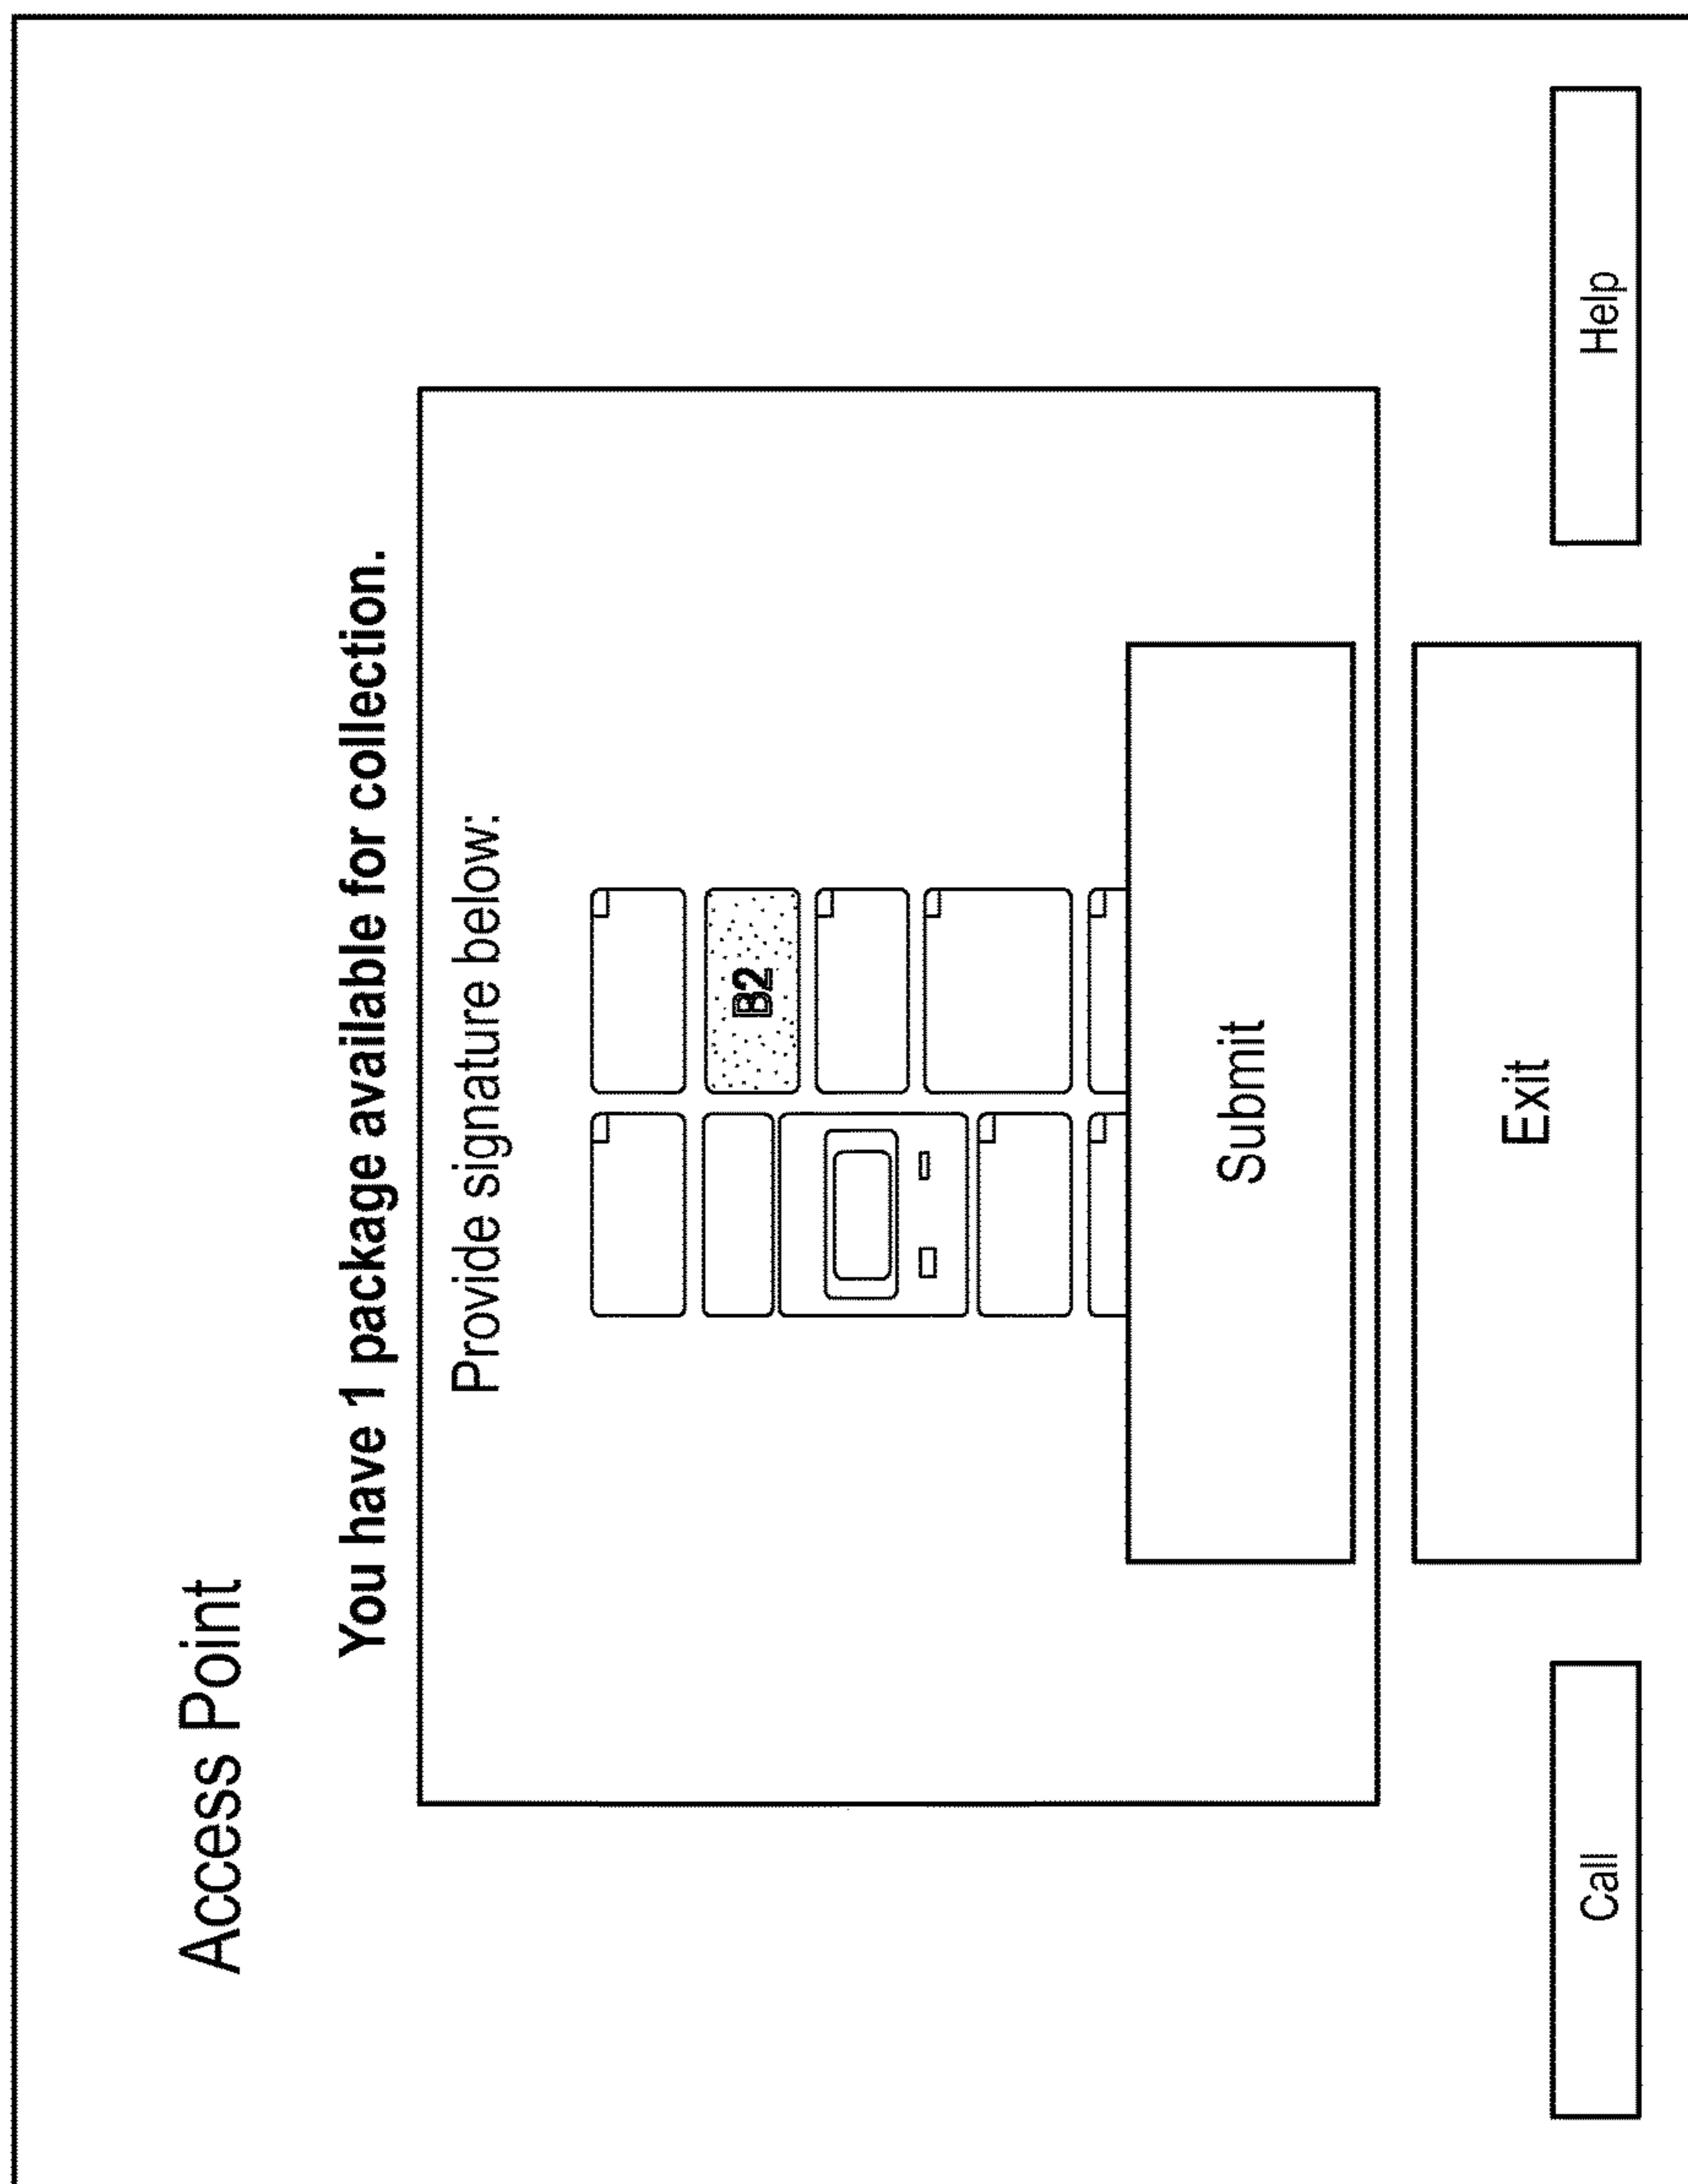 Access Point
You have 1 package available for collection.
Provide signature below:
B2
Submit
Call
Exit
Help